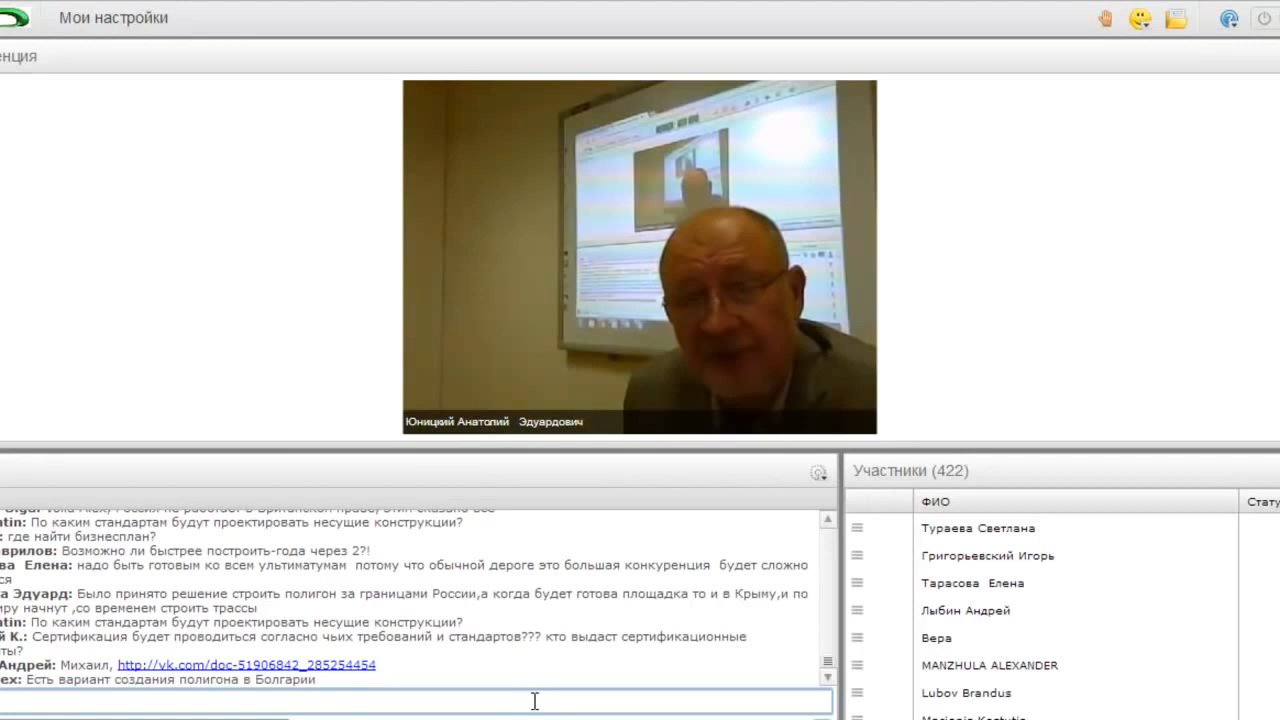 Мои настройки
енция
Юницкий Анатолий Эдуардович
Участники (422)
ФИО
Стату
tin: По каким стандартам будут проектировать несущие конструкции?
: где найти бизнесплан?
врилов: Возможно ли быстрее построить-года через 2?!
ва Елена: надо быть готовым ко всем ультиматумам потому что обычной дероге это большая конкуренция будет сложно
ся
а Эдуард: Было принято решение строить полигон за границами России,а когда будет готова площадка то и в Крыму,и по
иру начнут ,со временем строить трассы
tin: По каким стандартам будут проектировать несущие конструкции?
й К.: Сертификация будет проводиться согласно чьих требований и стандартов??? кто выдаст сертификационные
ты?
Андрей: Михаил, http://vk.com/doc-51906842_285254454
ех: Есть вариант создания полигона в Болгарии
Тураева Светлана
Григорьевский Игорь
Тарасова Елена
Лыбин Андрей
Вера
MANZHULA ALEXANDER
Lubov Brandus